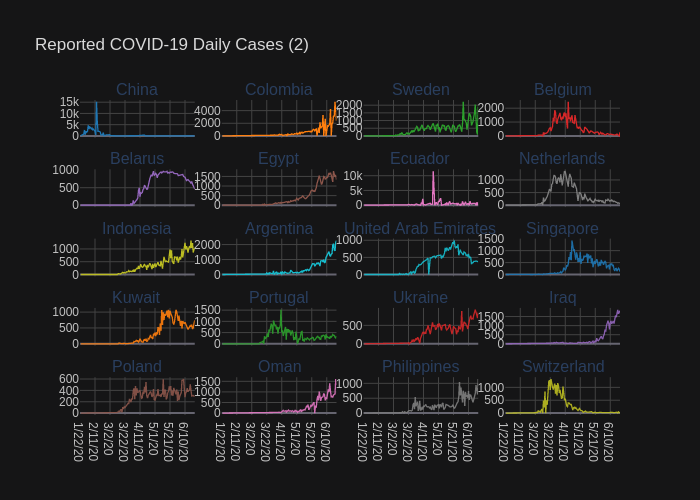 Reported COVID-19 Daily Cases (2)
China Colombia Sweden Belgium
15k 10k 5k 0
4000 2000 0
2000 1500 1000 500 0
2000 1000 0
Belarus Egypt Ecuador Netherlands
1000 500 0
1500 1000 500 0
10k 5k 0
1000 500 0
Indonesia Argentina United Arab Emirates Singapore
1000 500 0
2000 1000 0
1000 500 0
1500 1000 500 0
Kuwait Portugal Ukraine Iraq
1000 500 0
1500 1000 500 0
500 0
1500 1000 500 0
Poland Oman Philippines Switzerland
600 400 200 0
1500 1000 500 0
1000 500 0
1000 500 0
1/22/20 2/11/20 3/2/20 3/22/20 4/11/20 5/1/20 5/21/20 6/10/20
1/22/20 2/11/20 3/2/20 3/22/20 4/11/20 5/1/20 5/21/20 6/10/20
1/22/20 2/11/20 3/2/20 3/22/20 4/11/20 5/1/20 5/21/20 6/10/20
1/22/20 2/11/20 3/2/20 3/22/20 4/11/20 5/1/20 5/21/20 6/10/20